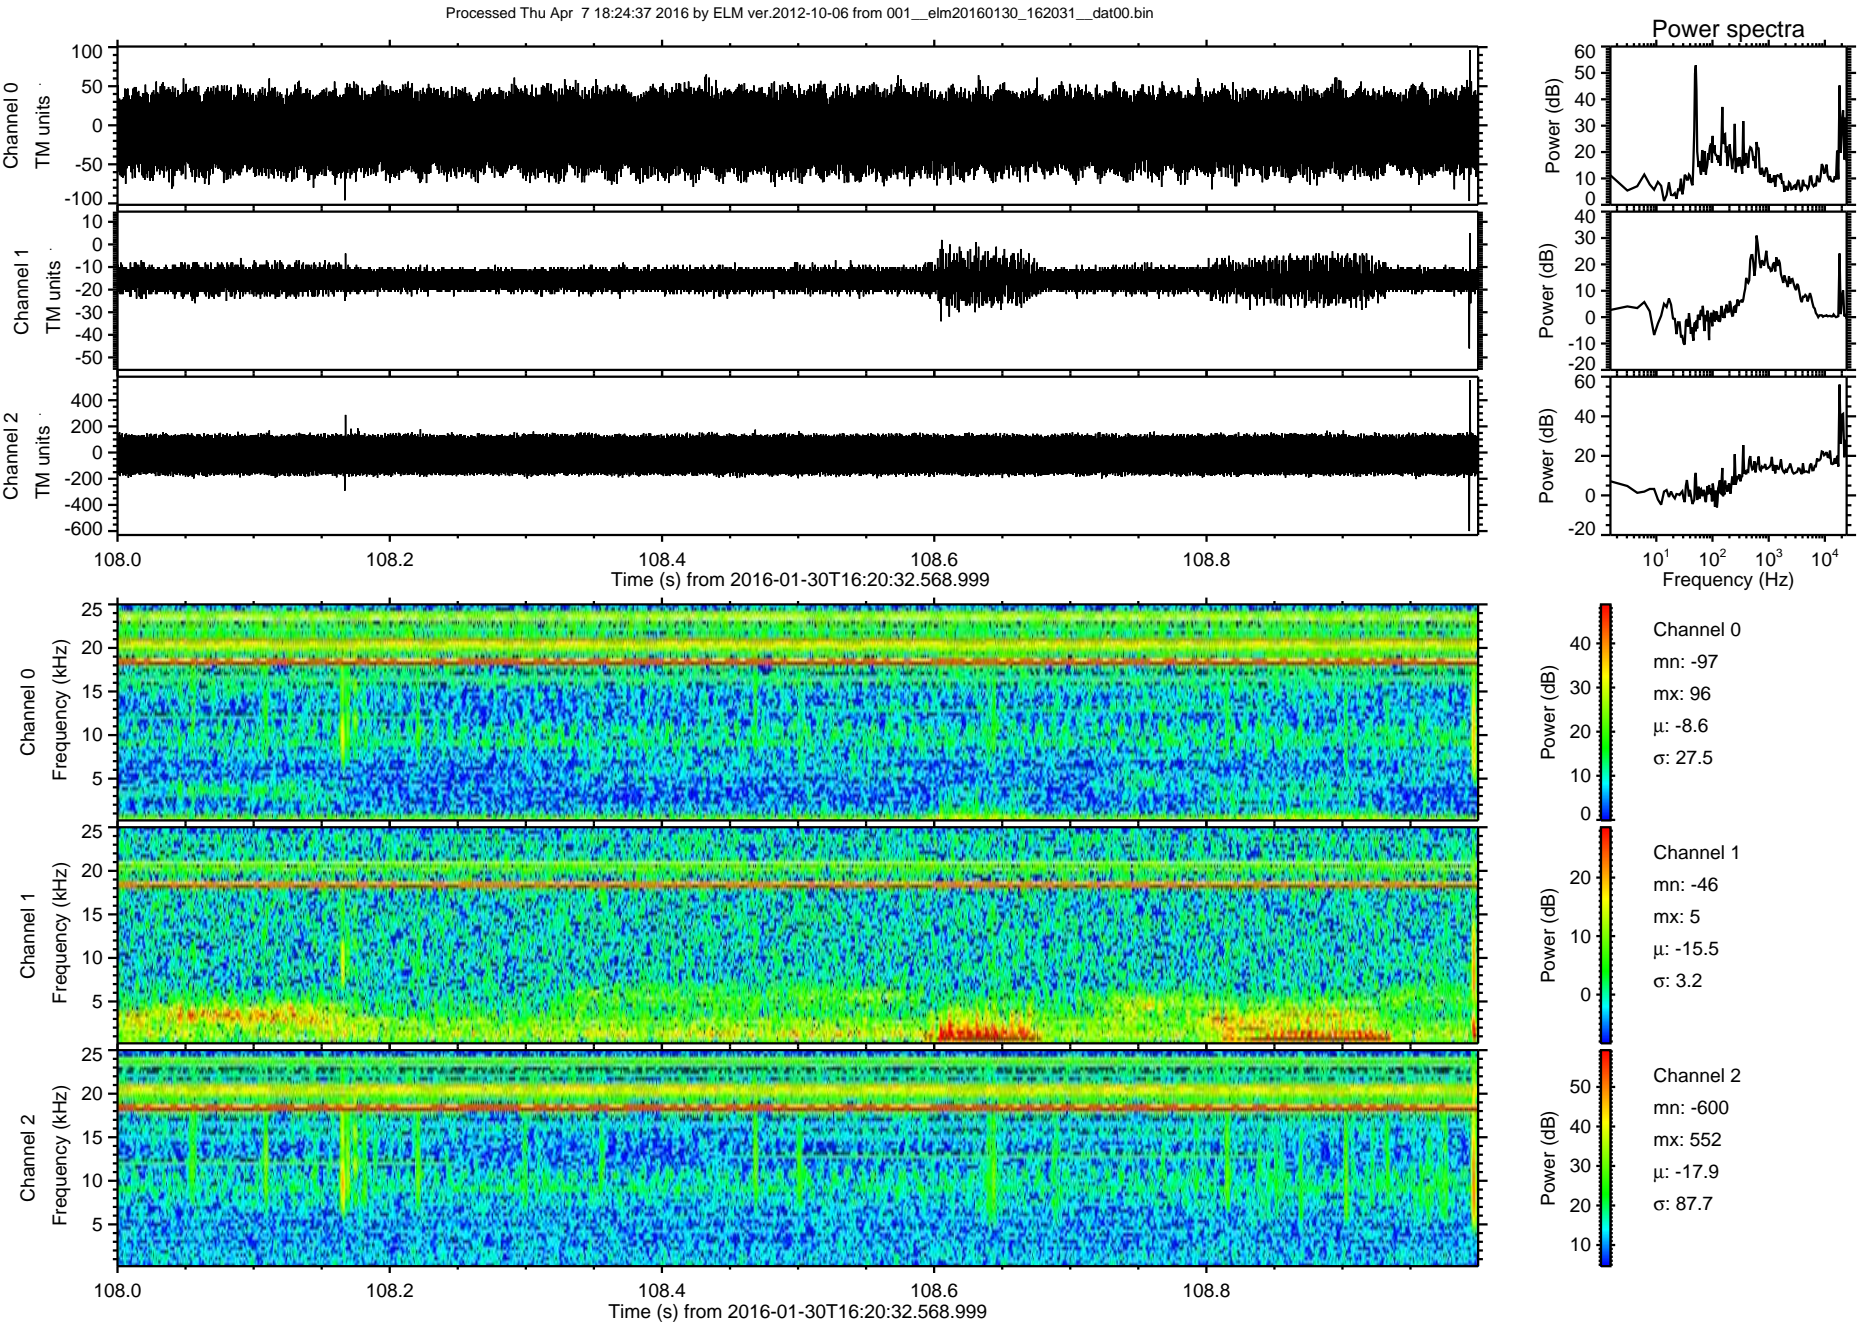 Processed Thu Apr  7 18:24:37 2016 by ELM ver.2012-10-06 from 001__elm20160130_162031__dat00.bin
Power spectra
Channel 0
TM units
100
50
0
-50
-100
Power (dB)
60
50
40
30
20
10
0
Channel 1
TM units
10
0
-10
-20
-30
-40
-50
Power (dB)
40
30
20
10
0
-10
-20
Channel 2
TM units
400
200
0
-200
-400
-600
Power (dB)
60
40
20
0
-20
108.0 108.2 108.4 108.6 108.8
Time (s) from 2016-01-30T16:20:32.568.999
10¹ 10² 10³ 10⁴
Frequency (Hz)
Channel 0
Frequency (kHz)
25
20
15
10
5
Power (dB)
40
30
20
10
0
Channel 0
mn: -97
mx: 96
μ: -8.6
σ: 27.5
Channel 1
Frequency (kHz)
25
20
15
10
5
Power (dB)
20
10
0
Channel 1
mn: -46
mx: 5
μ: -15.5
σ: 3.2
Channel 2
Frequency (kHz)
25
20
15
10
5
Power (dB)
50
40
30
20
10
Channel 2
mn: -600
mx: 552
μ: -17.9
σ: 87.7
108.0 108.2 108.4 108.6 108.8
Time (s) from 2016-01-30T16:20:32.568.999